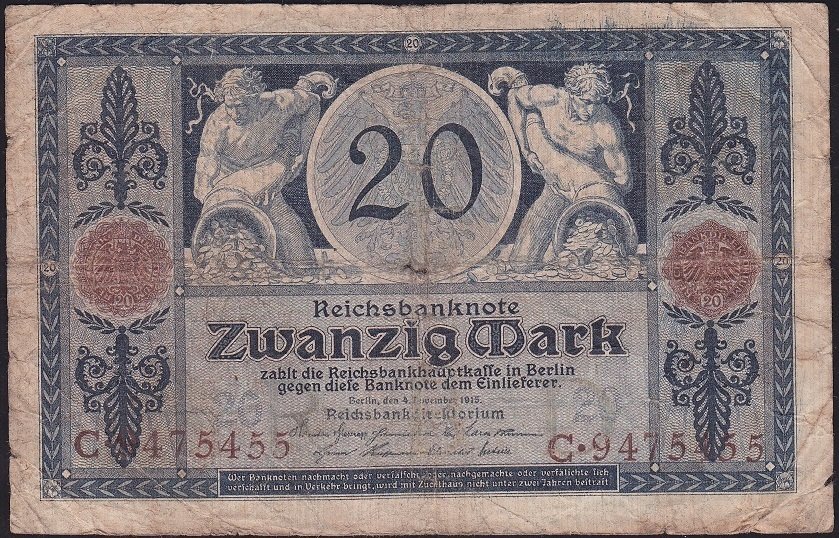 20
20
Reichsbanknote
Zwanzig Mark
zahlt die Reichsbankhauptkasse in Berlin
gegen diese Banknote dem Einlieferer.
Berlin, den 4. November 1915.
Reichsbankdirektorium
20 20
20 20
20 20
C·9475455 C·9475455
Wer Banknoten nachmacht oder verfälscht oder nachgemachte oder verfälschte sich
verschafft und in Verkehr bringt, wird mit Zuchthaus nicht unter zwei Jahren bestraft